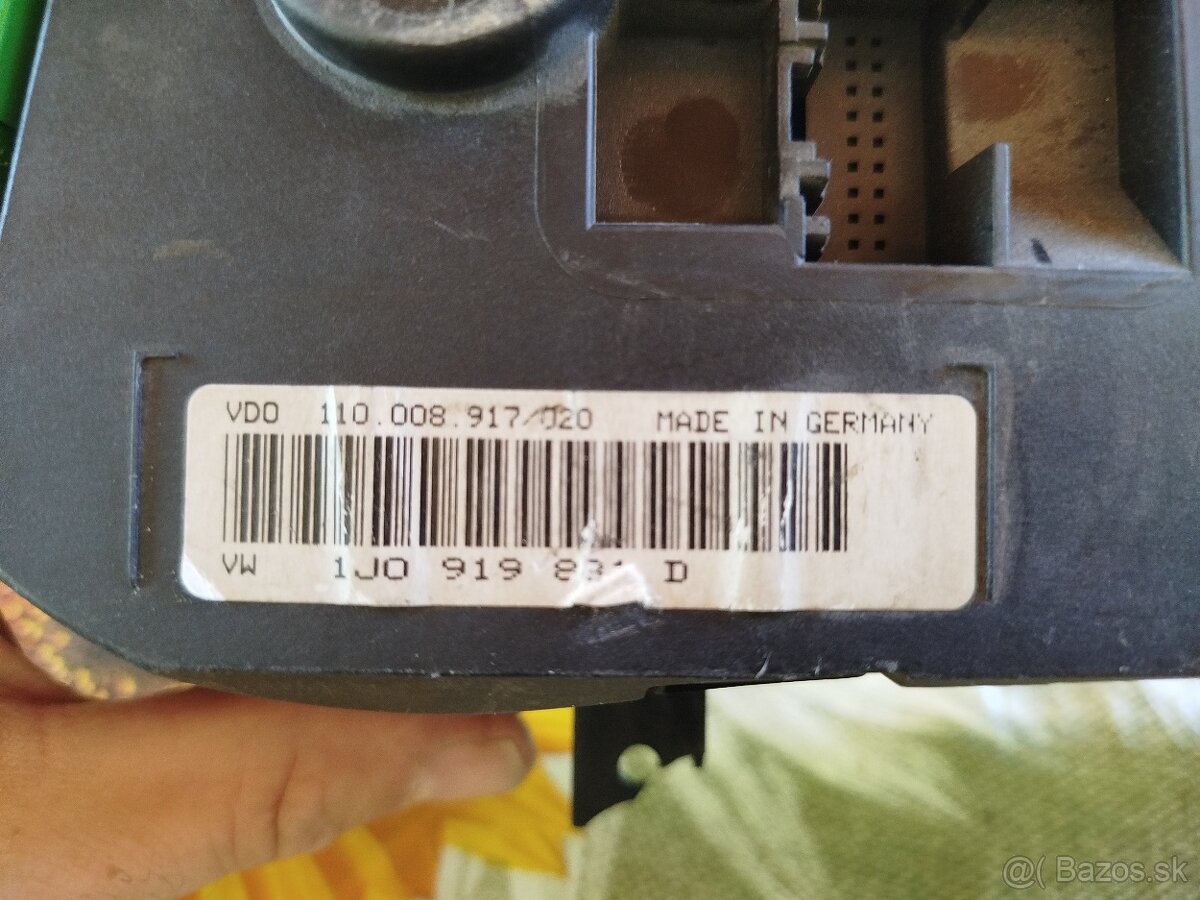 VDO 110.008.917/020 MADE IN GERMANY
VW 1J0 919 D
@( Bazos.sk